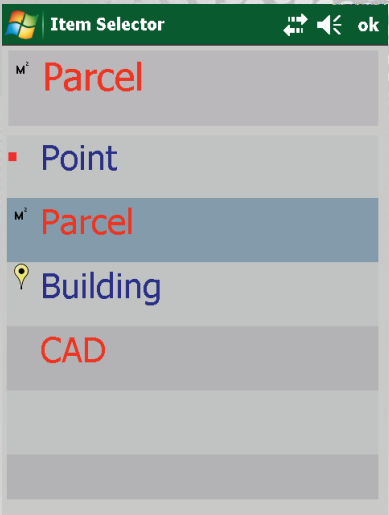 Item Selector ok
M² Parcel
Point
M² Parcel
Building
CAD